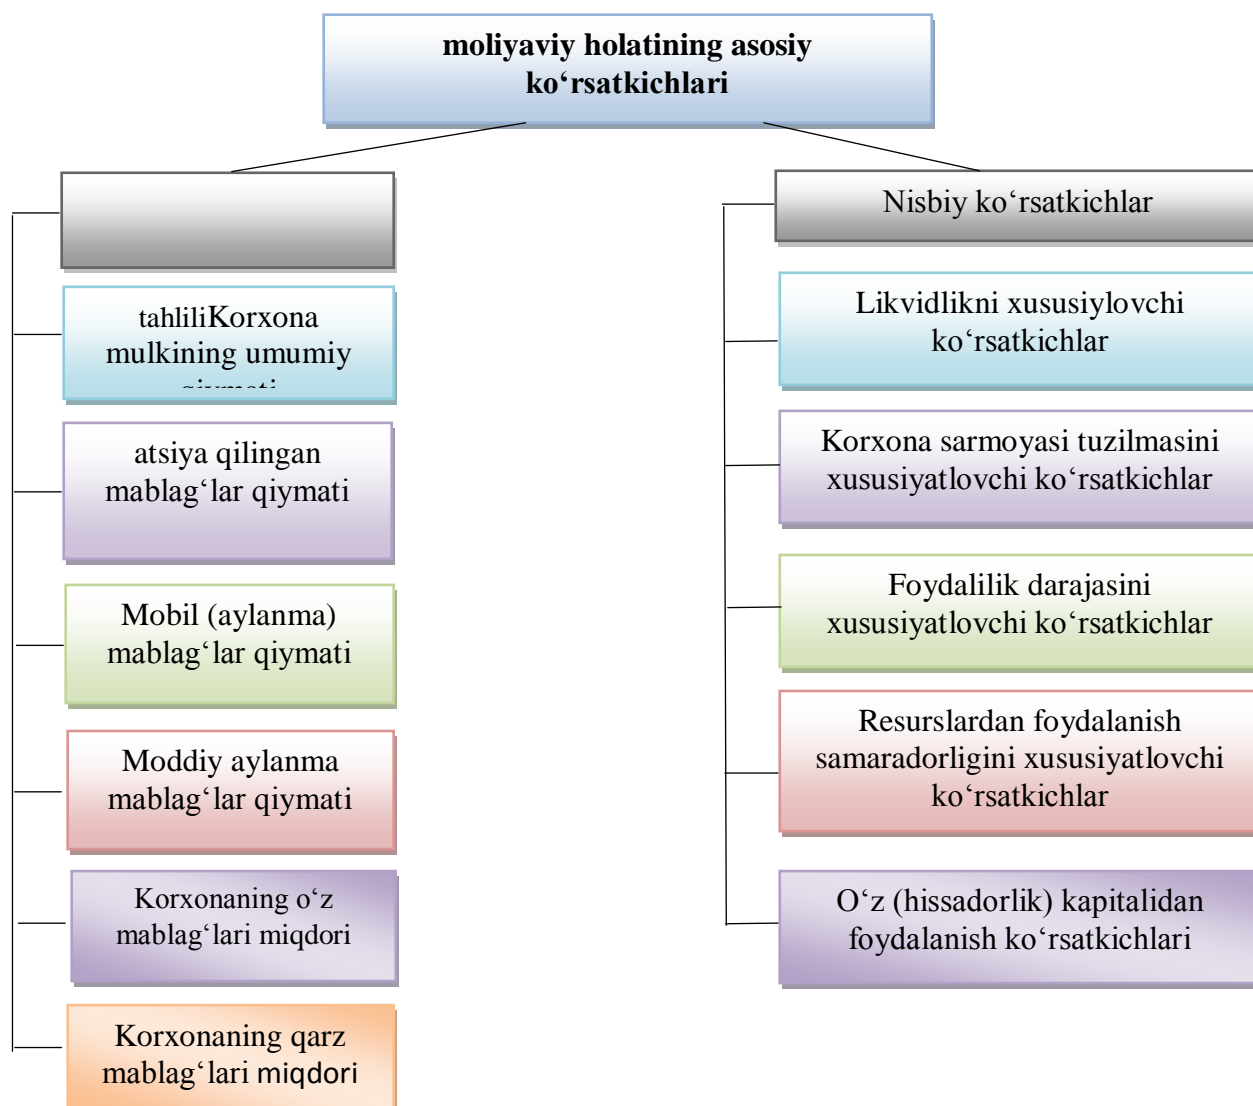 moliyaviy holatining asosiy
ko‘rsatkichlari
tahliliKorxona
mulkining umumiy
atsiya qilingan
mablag‘lar qiymati
Mobil (aylanma)
mablag‘lar qiymati
Moddiy aylanma
mablag‘lar qiymati
Korxonaning o‘z
mablag‘lari miqdori
Korxonaning qarz
mablag‘lari miqdori
Nisbiy ko‘rsatkichlar
Likvidlikni xususiylovchi
ko‘rsatkichlar
Korxona sarmoyasi tuzilmasini
xususiyatlovchi ko‘rsatkichlar
Foydalilik darajasini
xususiyatlovchi ko‘rsatkichlar
Resurslardan foydalanish
samaradorligini xususiyatlovchi
ko‘rsatkichlar
O‘z (hissadorlik) kapitalidan
foydalanish ko‘rsatkichlari